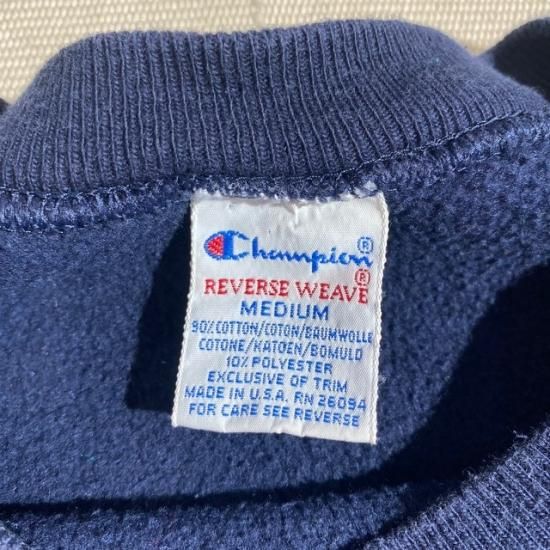 Champion®
REVERSE WEAVE®
MEDIUM
90% COTTON/COTON/BAUMWOLLE
COTONE/KATOEN/BOMULD
10% POLYESTER
EXCLUSIVE OF TRIM
MADE IN U.S.A. RN 26094
FOR CARE SEE REVERSE